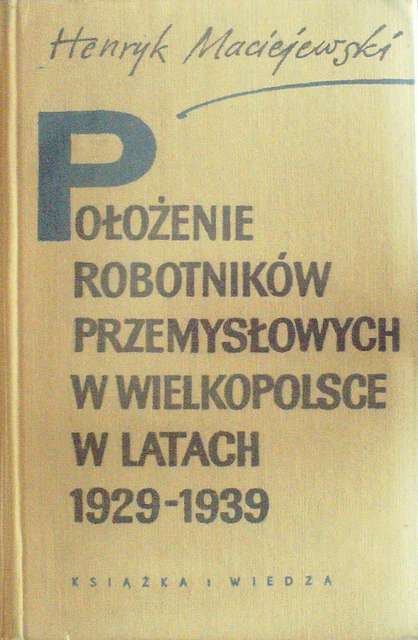 Henryk Maciejewski
POŁOŻENIE
ROBOTNIKÓW
PRZEMYSŁOWYCH
W WIELKOPOLSCE
W LATACH
1929-1939
KSIĄŻKA i WIEDZA